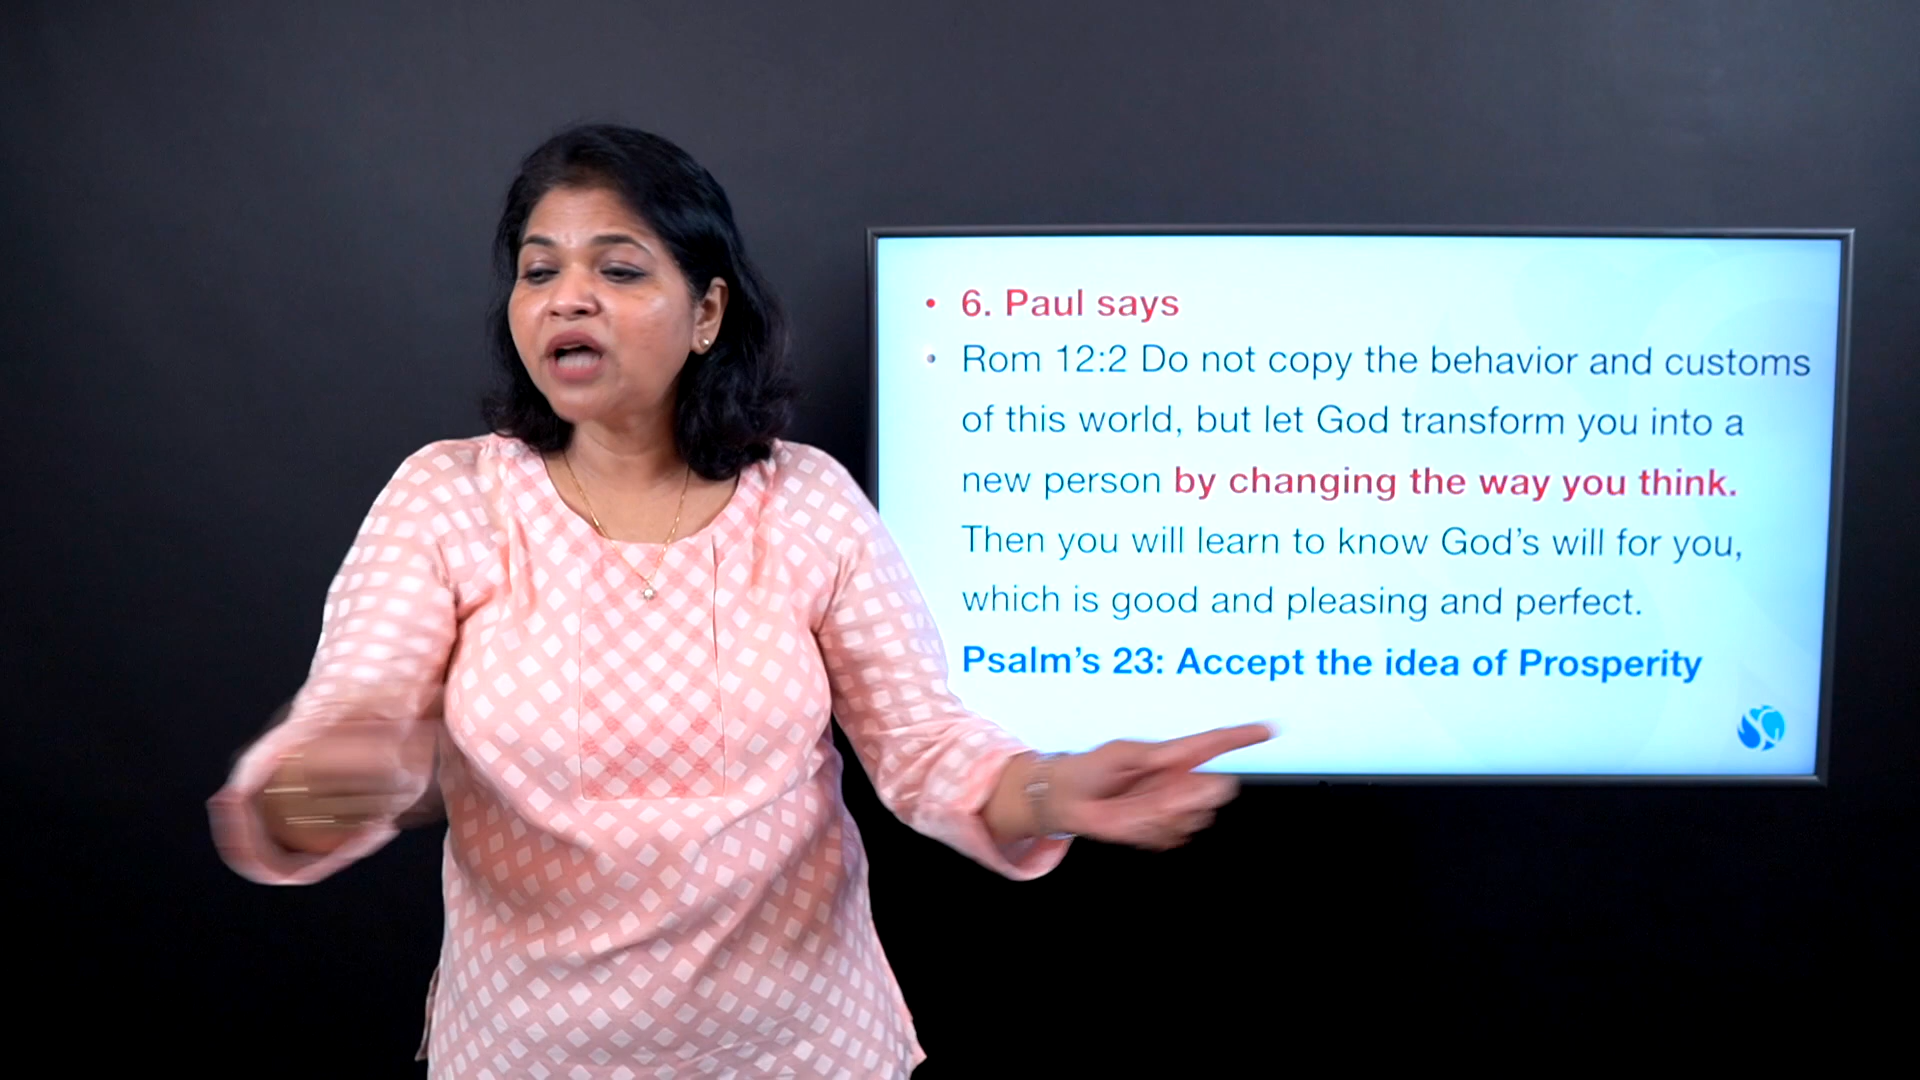 • 6. Paul says
• Rom 12:2 Do not copy the behavior and customs
of this world, but let God transform you into a
new person by changing the way you think.
Then you will learn to know God's will for you,
which is good and pleasing and perfect.
Psalm's 23: Accept the idea of Prosperity